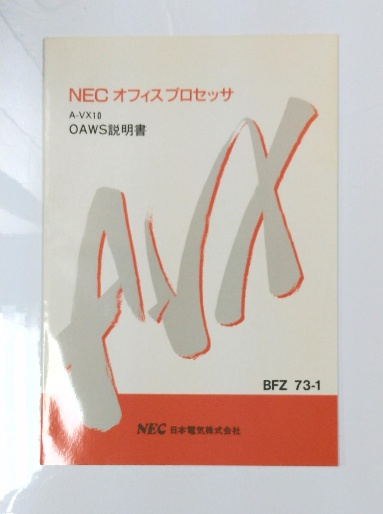 NEC オフィスプロセッサ
A-VX10
OAWS説明書
AVX
BFZ 73-1
NEC 日本電気株式会社